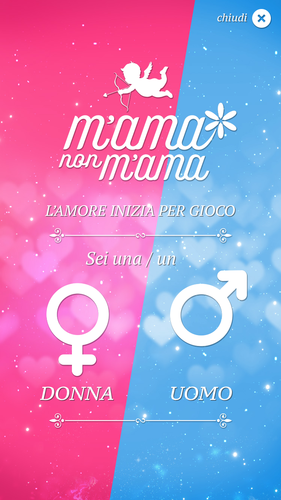 chiudi
m'ama
non m'ama
L'AMORE INIZIA PER GIOCO
Sei una / un
DONNA UOMO